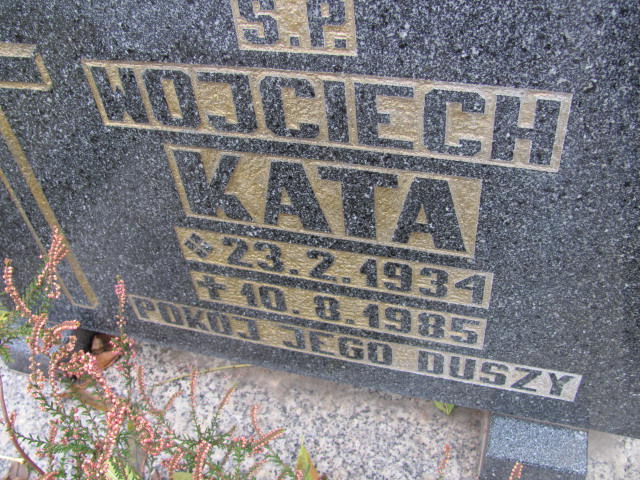 Ś.P.
WOJCIECH
KATA
* 23.2.1934
✝ 10.8.1985
POKÓJ JEGO DUSZY